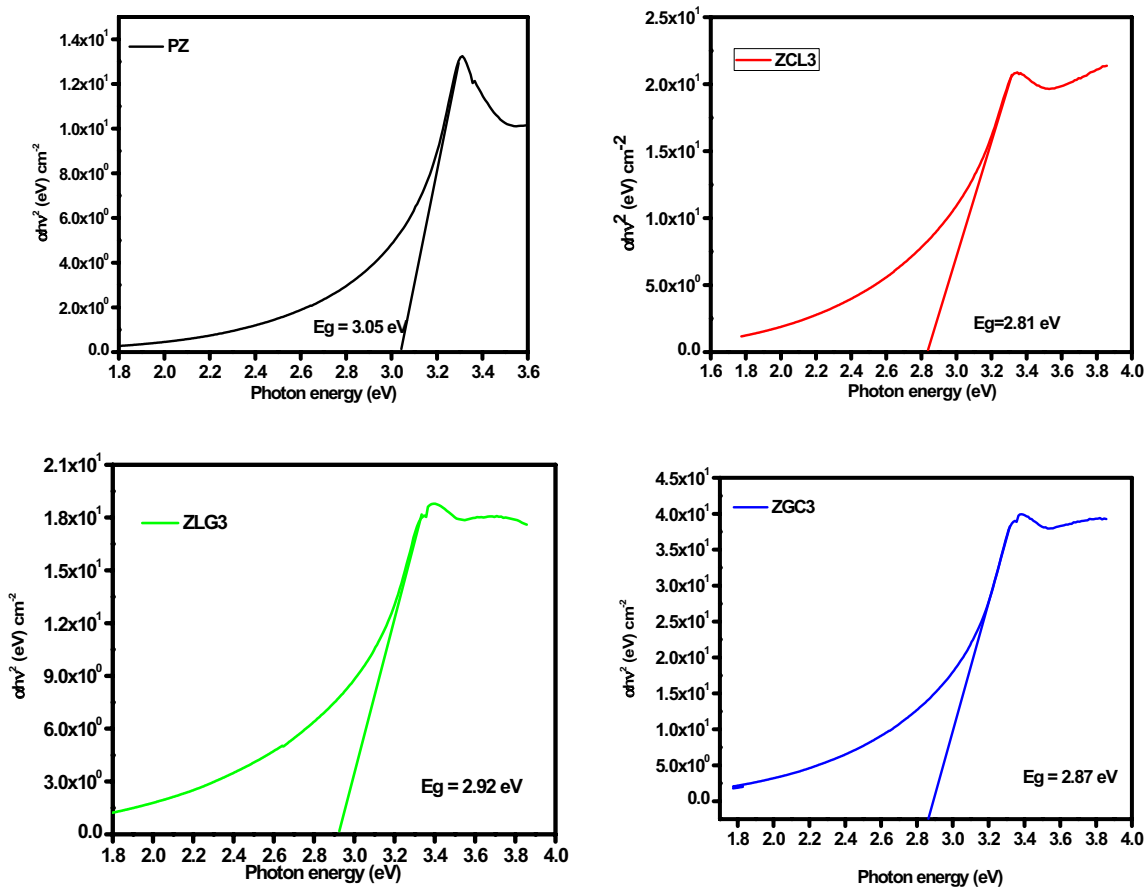 PZ
αhv² (eV) cm⁻²
1.4x10¹
1.2x10¹
1.0x10¹
8.0x10⁰
6.0x10⁰
4.0x10⁰
2.0x10⁰
0.0
Eg = 3.05 eV
1.8 2.0 2.2 2.4 2.6 2.8 3.0 3.2 3.4 3.6
Photon energy (eV)
ZCL3
αhv² (eV) cm⁻²
2.5x10¹
2.0x10¹
1.5x10¹
1.0x10¹
5.0x10⁰
0.0
Eg=2.81 eV
1.6 1.8 2.0 2.2 2.4 2.6 2.8 3.0 3.2 3.4 3.6 3.8 4.0
Photon energy (eV)
ZLG3
αhv² (eV) cm⁻²
2.1x10¹
1.8x10¹
1.5x10¹
1.2x10¹
9.0x10⁰
6.0x10⁰
3.0x10⁰
0.0
Eg = 2.92 eV
1.8 2.0 2.2 2.4 2.6 2.8 3.0 3.2 3.4 3.6 3.8 4.0
Photon energy (eV)
ZGC3
αhv² (eV) cm⁻²
4.5x10¹
4.0x10¹
3.5x10¹
3.0x10¹
2.5x10¹
2.0x10¹
1.5x10¹
1.0x10¹
5.0x10⁰
0.0
Eg = 2.87 eV
1.8 2.0 2.2 2.4 2.6 2.8 3.0 3.2 3.4 3.6 3.8 4.0
Photon energy (eV)